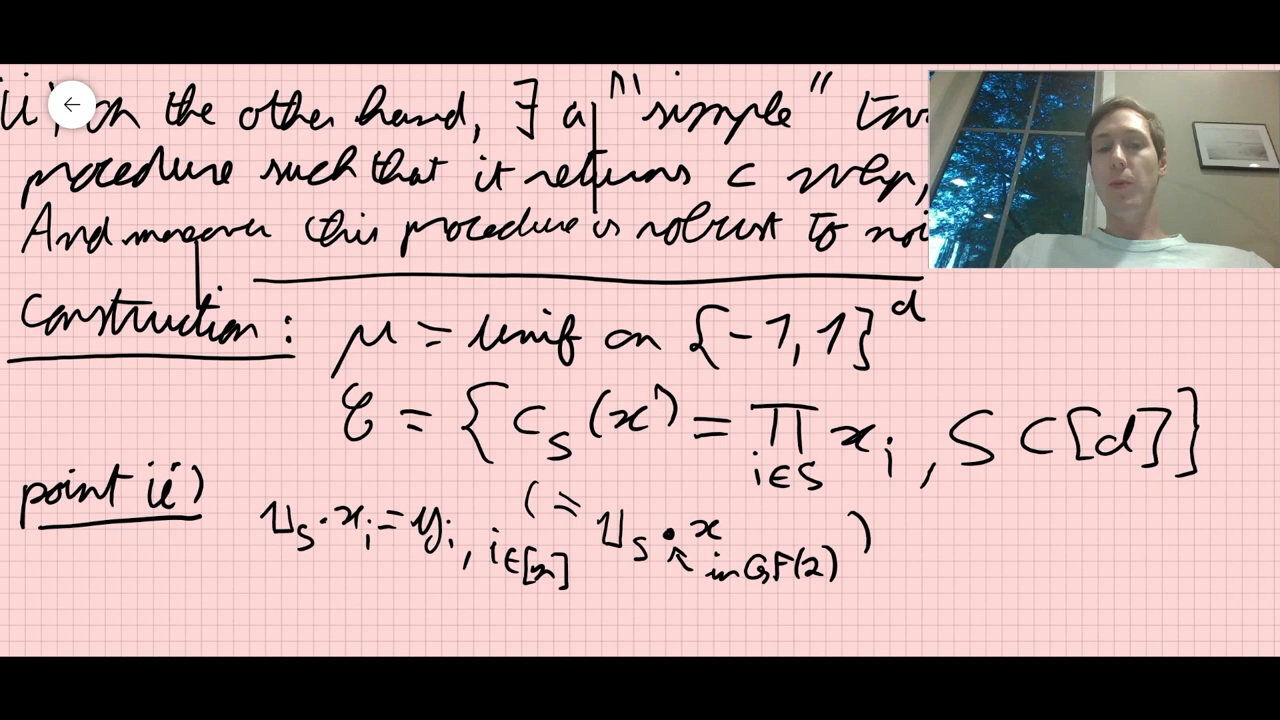 ii) on the other hand, ∃ a "simple"
procedure such that it returns c whp,
And moreover this procedure is robust to noi
Construction: μ = unif on {-1,1}^d
𝒞 = { c_S(x) = ∏_{i∈S} x_i, S ⊂ [d] }
point ii) 𝟙_S · x_i = y_i, i∈[n] (= 𝟙_S · x )
in GF(2)